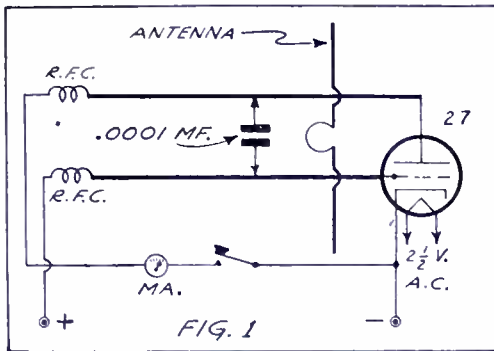 ANTENNA
R.F.C.
27
.0001 MF.
R.F.C.
2½ V.
A.C.
MA.
+
−
FIG. 1